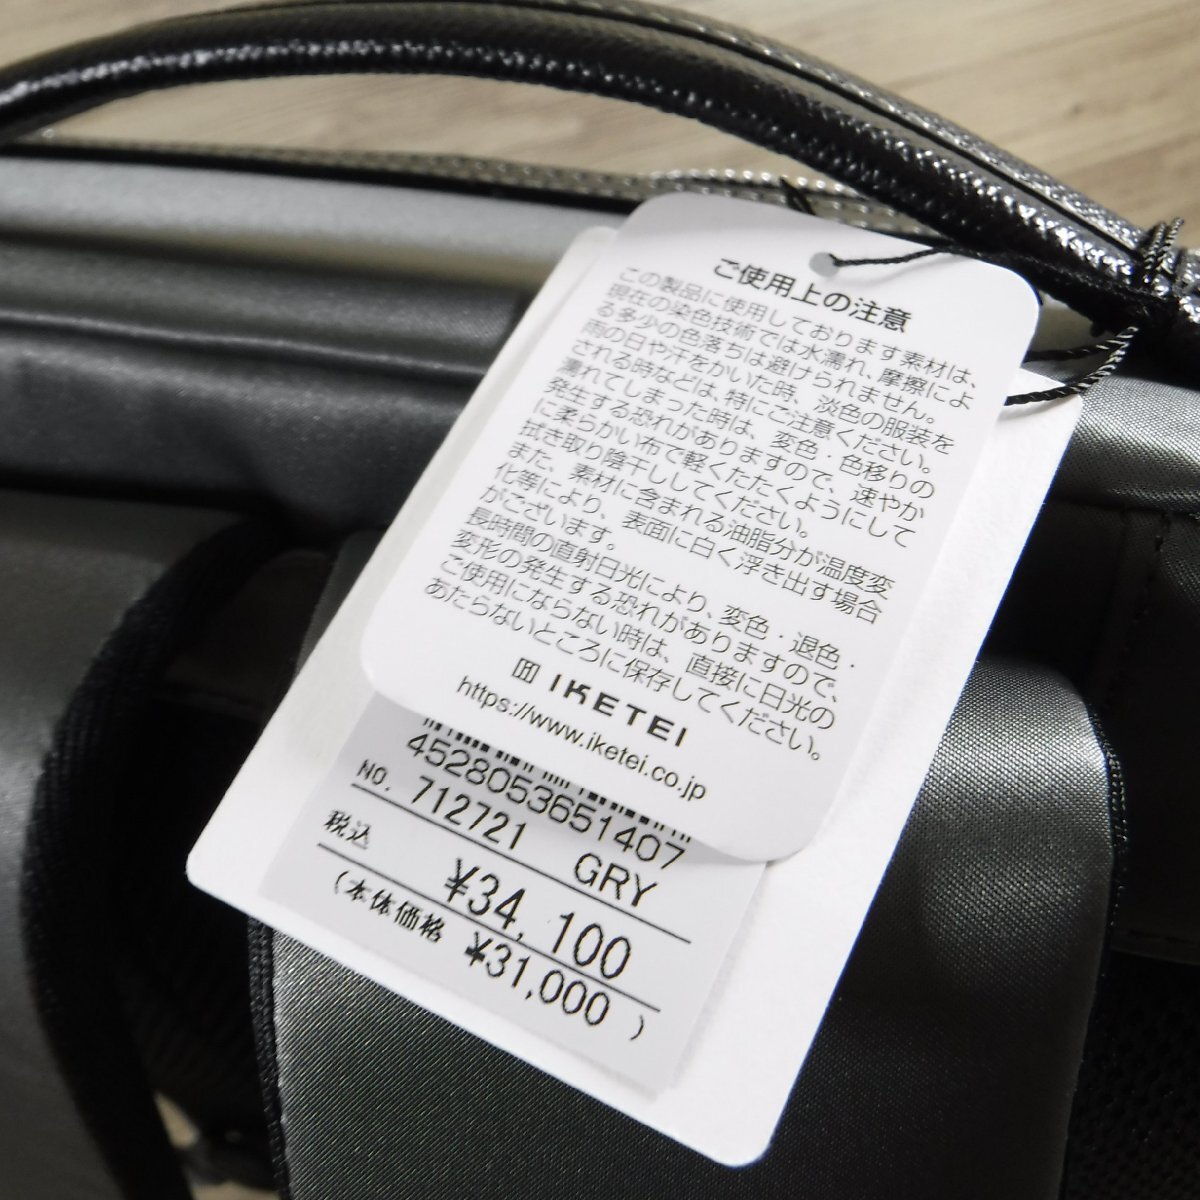 ご使用上の注意
この製品に使用しております素材は、
現在の染色技術では水濡れ、摩擦によ
る多少の色落ちは避けられません。
雨の日や汗をかいた時、淡色の服装を
される時などは、特にご注意ください。
濡れてしまった時は、変色・色移りの
発生する恐れがありますので、速やか
に柔らかい布で軽くたたくようにして
拭き取り陰干ししてください。
また、素材に含まれる油脂分が温度変
化等により、表面に白く浮き出す場合
がございます。
長時間の直射日光により、変色・退色・
変形の発生する恐れがありますので、
ご使用にならない時は、直接に日光の
あたらないところに保存してください。
IKETEI
https://www.iketei.co.jp
4528053651407
NO. 712721 GRY
税込 ¥34,100
(本体価格 ¥31,000 )